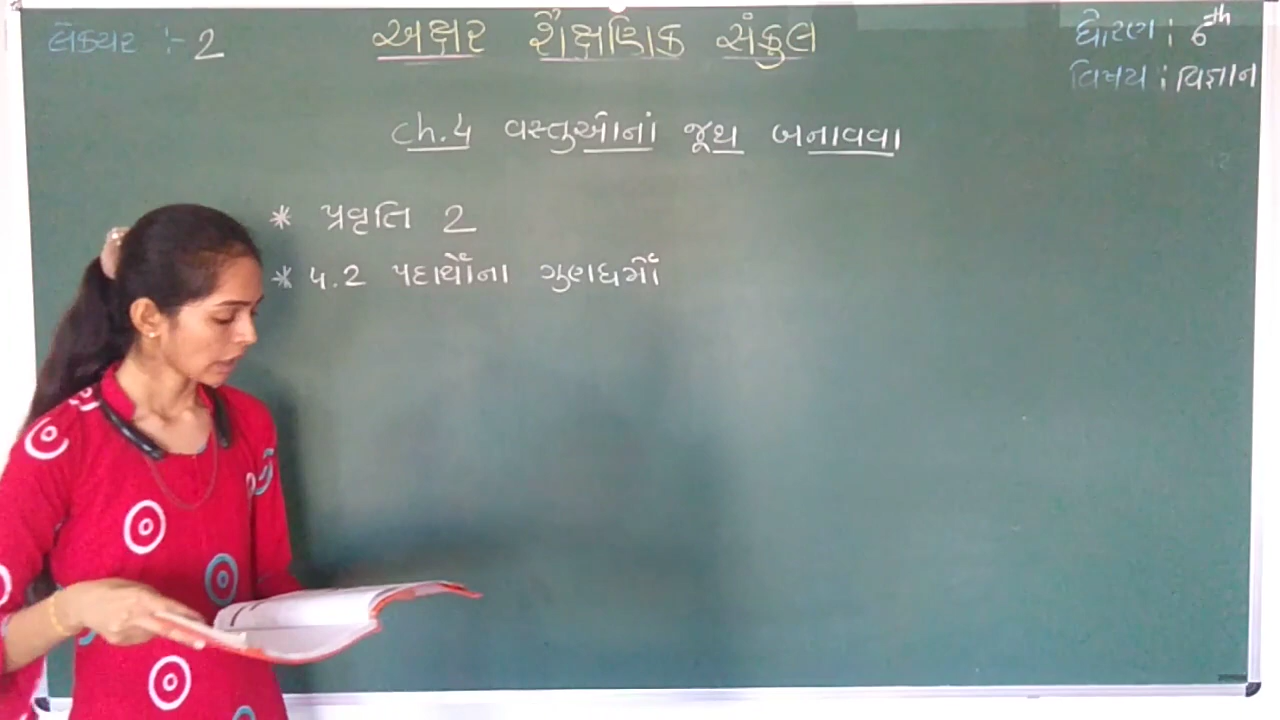 લેક્ચર :- 2
અક્ષર શૈક્ષણિક સંકુલ
ધોરણ : 6th
વિષય : વિજ્ઞાન
ch.4 વસ્તુઓનાં જૂથ બનાવવા
* પ્રવૃતિ 2
* 4.2 પદાર્થોના ગુણધર્મો